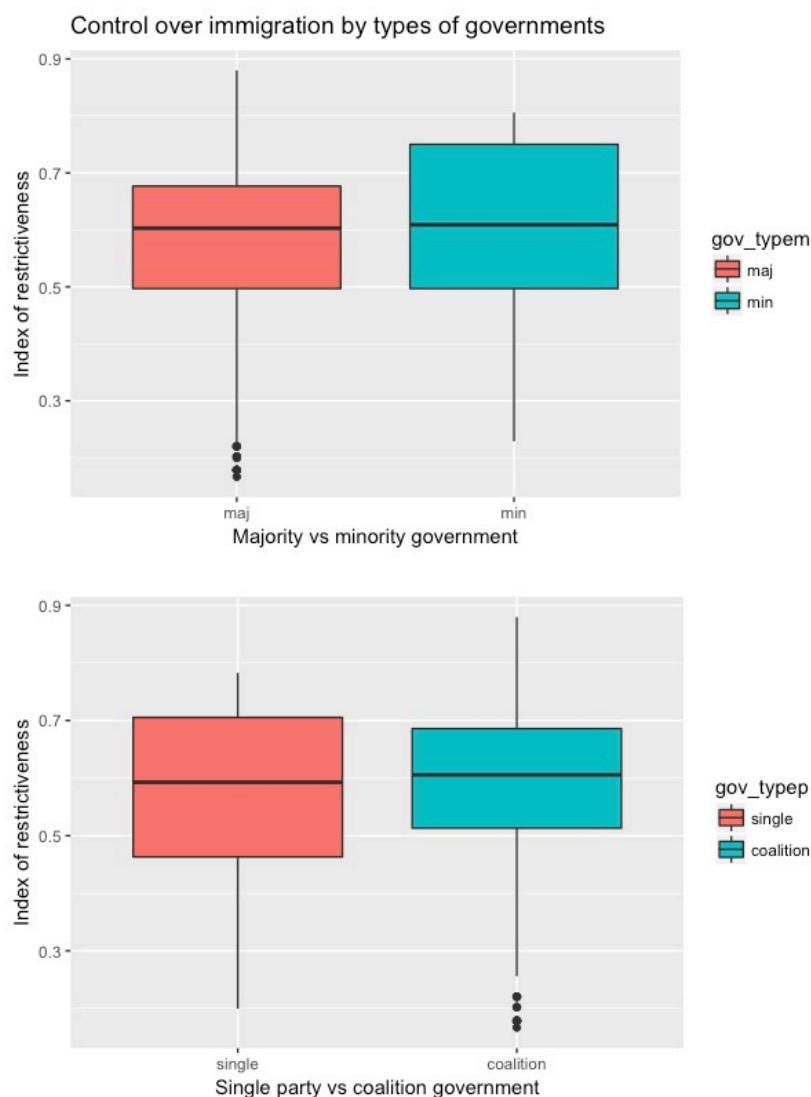 Control over immigration by types of governments
0.9
0.7
0.5
0.3
Index of restrictiveness
maj
min
Majority vs minority government
gov_typem
maj
min
0.9
0.7
0.5
0.3
Index of restrictiveness
single
coalition
Single party vs coalition government
gov_typep
single
coalition